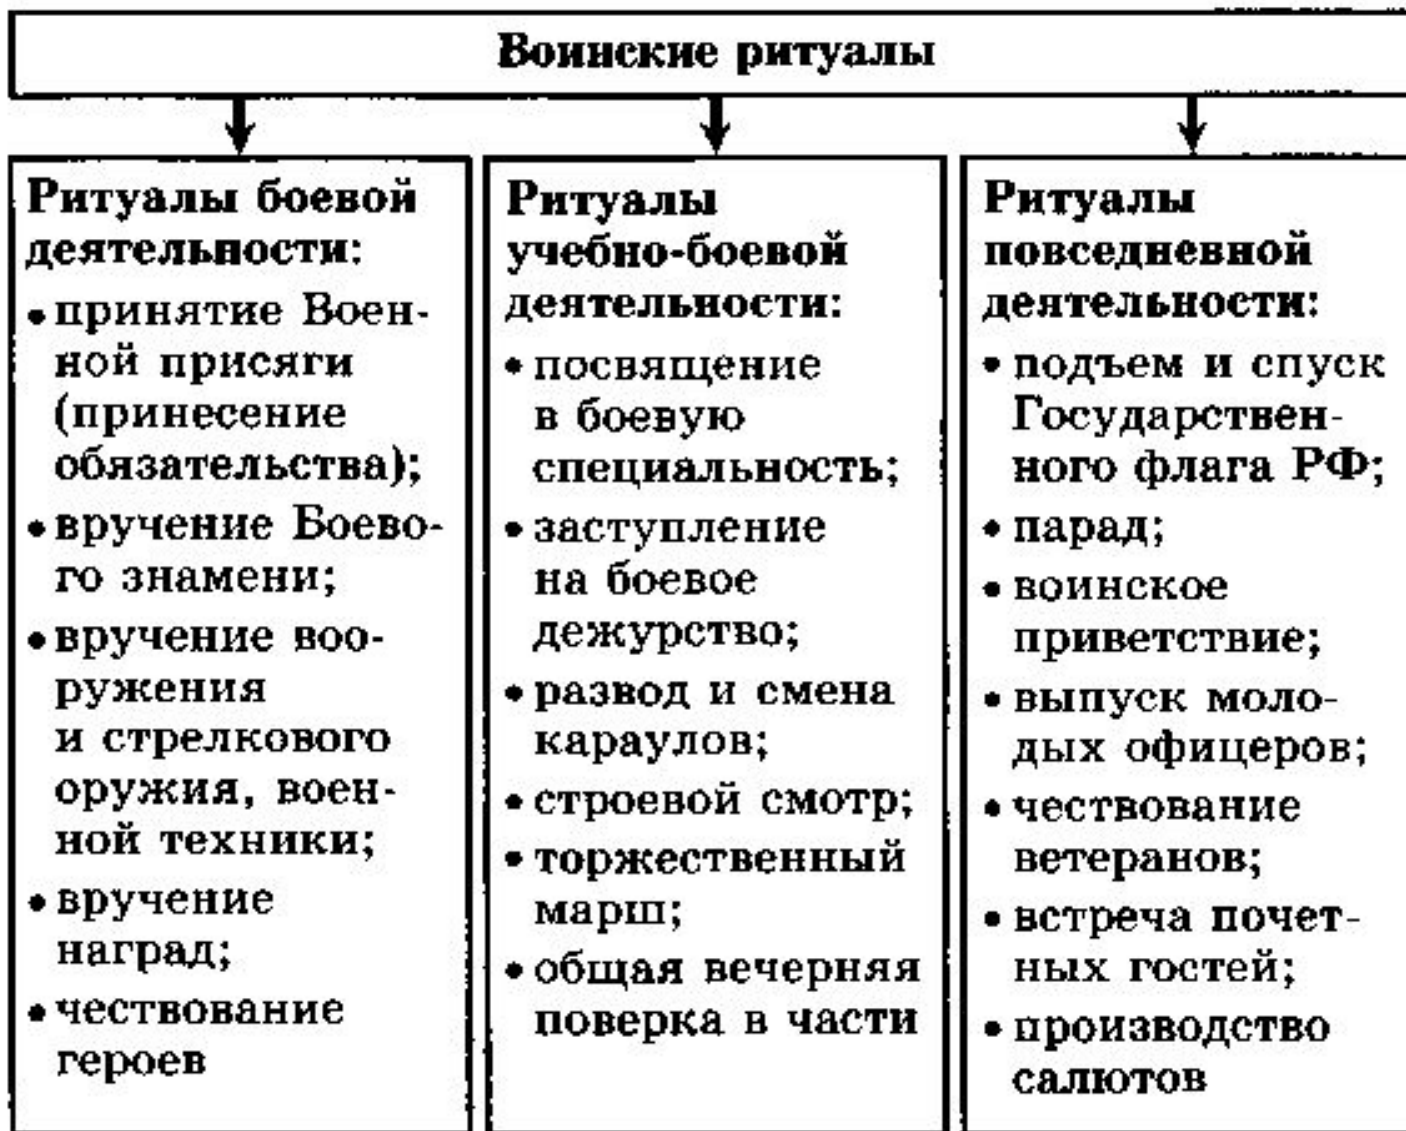 Воинские ритуалы
Ритуалы боевой
деятельности:
• принятие Воен-
ной присяги
(принесение
обязательства);
• вручение Боево-
го знамени;
• вручение воо-
ружения
и стрелкового
оружия, воен-
ной техники;
• вручение
наград;
• чествование
героев
Ритуалы
учебно-боевой
деятельности:
• посвящение
в боевую
специальность;
• заступление
на боевое
дежурство;
• развод и смена
караулов;
• строевой смотр;
• торжественный
марш;
• общая вечерняя
поверка в части
Ритуалы
повседневной
деятельности:
• подъем и спуск
Государствен-
ного флага РФ;
• парад;
• воинское
приветствие;
• выпуск моло-
дых офицеров;
• чествование
ветеранов;
• встреча почет-
ных гостей;
• производство
салютов